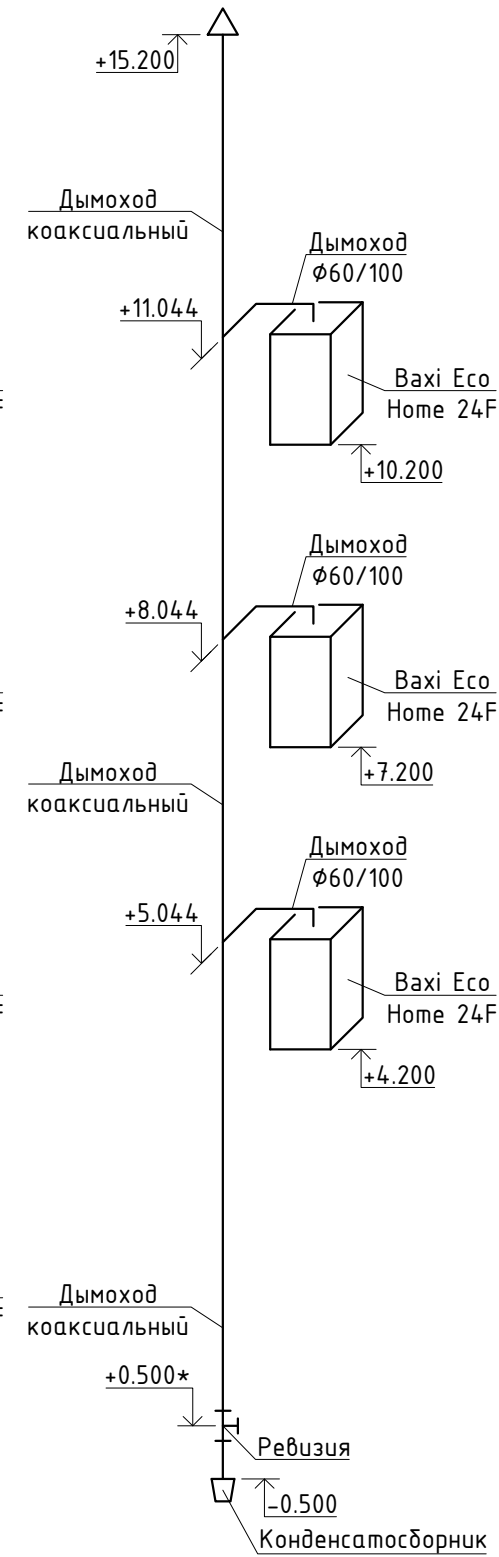 +15.200
Дымоход
коаксиальный
Дымоход
Ф60/100
+11.044
Baxi Eco
Home 24F
+10.200
Дымоход
Ф60/100
+8.044
Baxi Eco
Home 24F
+7.200
Дымоход
коаксиальный
Дымоход
Ф60/100
+5.044
Baxi Eco
Home 24F
+4.200
Дымоход
коаксиальный
+0.500*
Ревизия
-0.500
Конденсатосборник